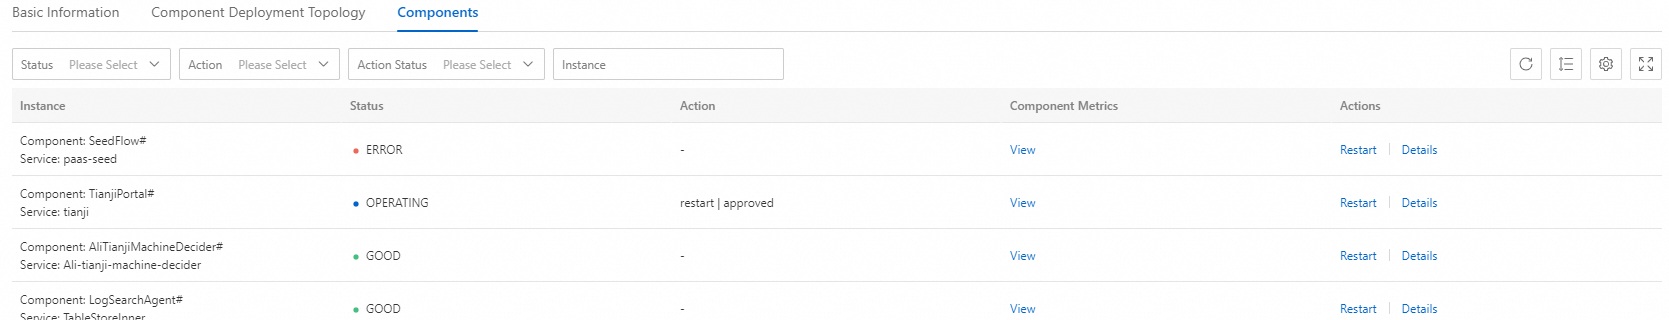 Basic Information Component Deployment Topology Components
Status Please Select Action Please Select Action Status Please Select Instance
Instance Status Action Component Metrics Actions
Component: SeedFlow#
Service: paas-seed
ERROR - View Restart Details
Component: TianjiPortal#
Service: tianji
OPERATING restart | approved View Restart Details
Component: AliTianjiMachineDecider#
Service: Ali-tianji-machine-decider
GOOD - View Restart Details
Component: LogSearchAgent#
Service: TableStoreInner
GOOD - View Restart Details